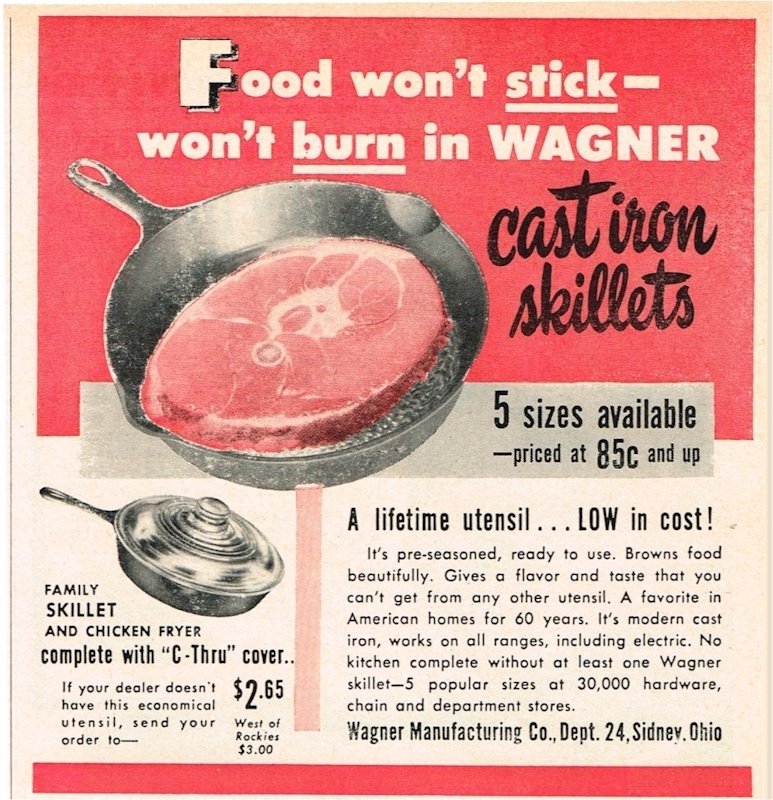 Food won't stick—
won't burn in WAGNER
cast iron
skillets
5 sizes available
—priced at 85c and up
A lifetime utensil... LOW in cost!
It's pre-seasoned, ready to use. Browns food
beautifully. Gives a flavor and taste that you
can't get from any other utensil. A favorite in
American homes for 60 years. It's modern cast
iron, works on all ranges, including electric. No
kitchen complete without at least one Wagner
skillet—5 popular sizes at 30,000 hardware,
chain and department stores.
Wagner Manufacturing Co., Dept. 24, Sidney, Ohio
FAMILY
SKILLET
AND CHICKEN FRYER
complete with "C-Thru" cover..
If your dealer doesn't
have this economical
utensil, send your
order to—
$2.65
West of
Rockies
$3.00